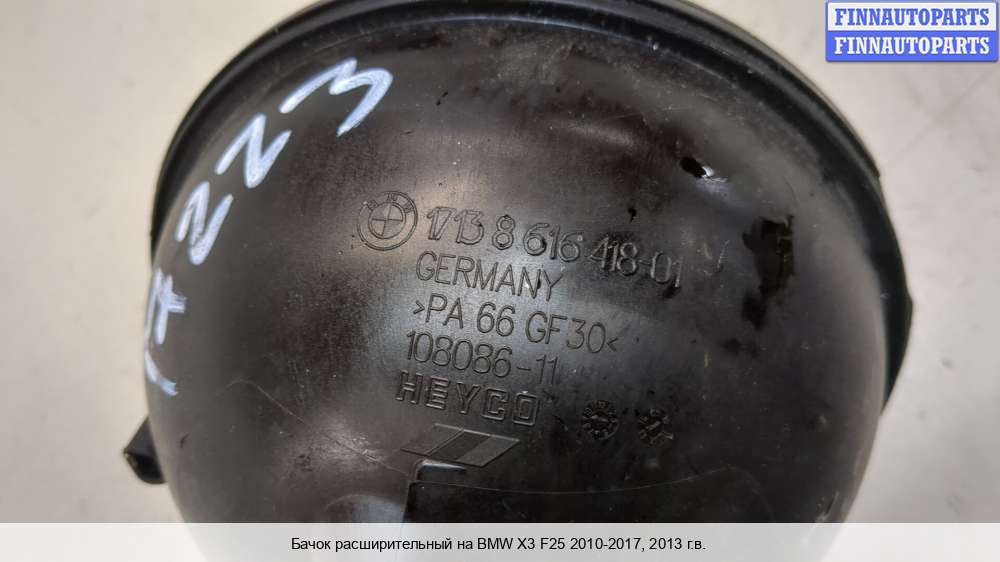 FINNAUTOPARTS
FINNAUTOPARTS
BMW
1713 8 616 418-01
GERMANY
>PA 66 GF30<
108086-11
HEYCO
Бачок расширительный на BMW X3 F25 2010-2017, 2013 г.в.